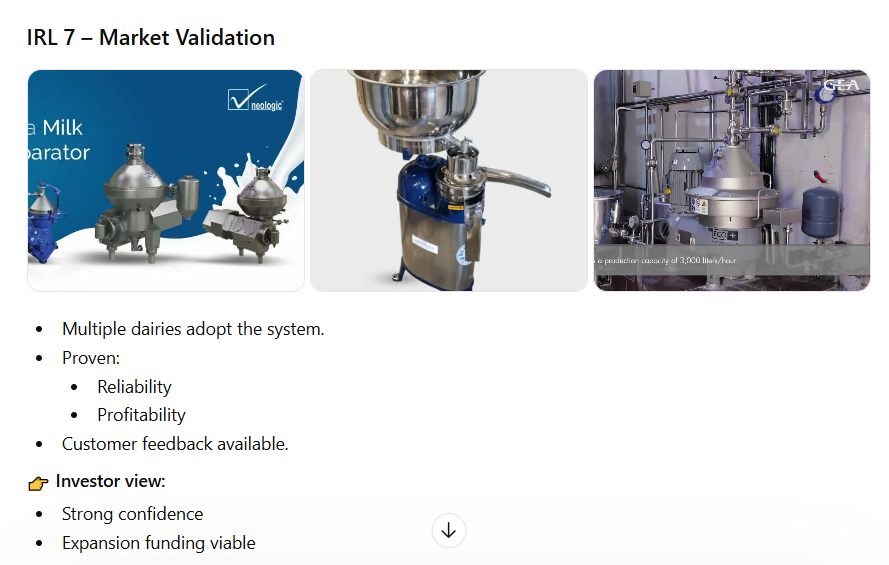 IRL 7 – Market Validation
neologic
a Milk
parator
GEA
a production capacity of 3,000 liters/hour
Multiple dairies adopt the system.
Proven:
Reliability
Profitability
Customer feedback available.
👉 Investor view:
Strong confidence
Expansion funding viable